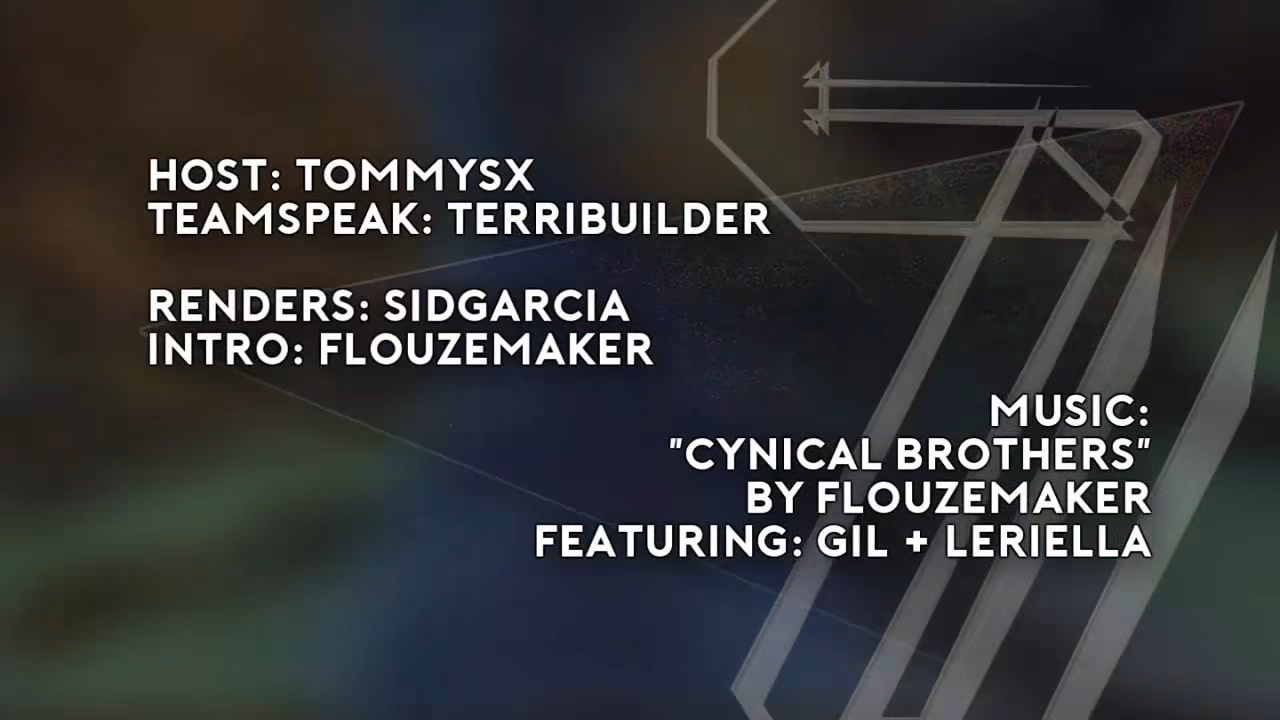 HOST: TOMMYSX
TEAMSPEAK: TERRIBUILDER
RENDERS: SIDGARCIA
INTRO: FLOUZEMAKER
MUSIC:
"CYNICAL BROTHERS"
BY FLOUZEMAKER
FEATURING: GIL + LERIELLA